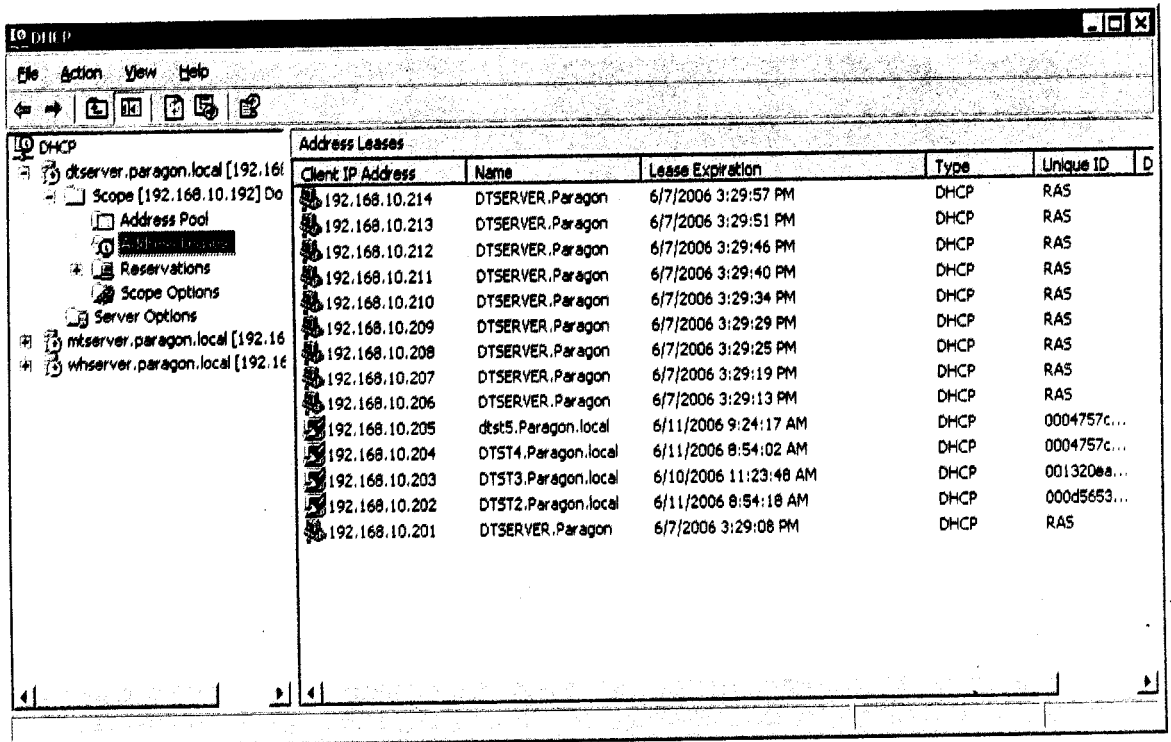 DHCP
File Action View Help
DHCP
dtserver.paragon.local [192.168
Scope [192.168.10.192] Do
Address Pool
Address Leases
Reservations
Scope Options
Server Options
mtserver.paragon.local [192.16
whserver.paragon.local [192.16
Address Leases
Client IP Address Name Lease Expiration Type Unique ID D
192.168.10.214 DTSERVER.Paragon 6/7/2006 3:29:57 PM DHCP RAS
192.168.10.213 DTSERVER.Paragon 6/7/2006 3:29:51 PM DHCP RAS
192.168.10.212 DTSERVER.Paragon 6/7/2006 3:29:46 PM DHCP RAS
192.168.10.211 DTSERVER.Paragon 6/7/2006 3:29:40 PM DHCP RAS
192.168.10.210 DTSERVER.Paragon 6/7/2006 3:29:34 PM DHCP RAS
192.168.10.209 DTSERVER.Paragon 6/7/2006 3:29:29 PM DHCP RAS
192.168.10.208 DTSERVER.Paragon 6/7/2006 3:29:25 PM DHCP RAS
192.168.10.207 DTSERVER.Paragon 6/7/2006 3:29:19 PM DHCP RAS
192.168.10.206 DTSERVER.Paragon 6/7/2006 3:29:13 PM DHCP RAS
192.168.10.205 dtst5.Paragon.local 6/11/2006 9:24:17 AM DHCP 0004757c...
192.168.10.204 DTST4.Paragon.local 6/11/2006 8:54:02 AM DHCP 0004757c...
192.168.10.203 DTST3.Paragon.local 6/10/2006 11:23:48 AM DHCP 001320ea...
192.168.10.202 DTST2.Paragon.local 6/11/2006 8:54:18 AM DHCP 000d5653...
192.168.10.201 DTSERVER.Paragon 6/7/2006 3:29:08 PM DHCP RAS